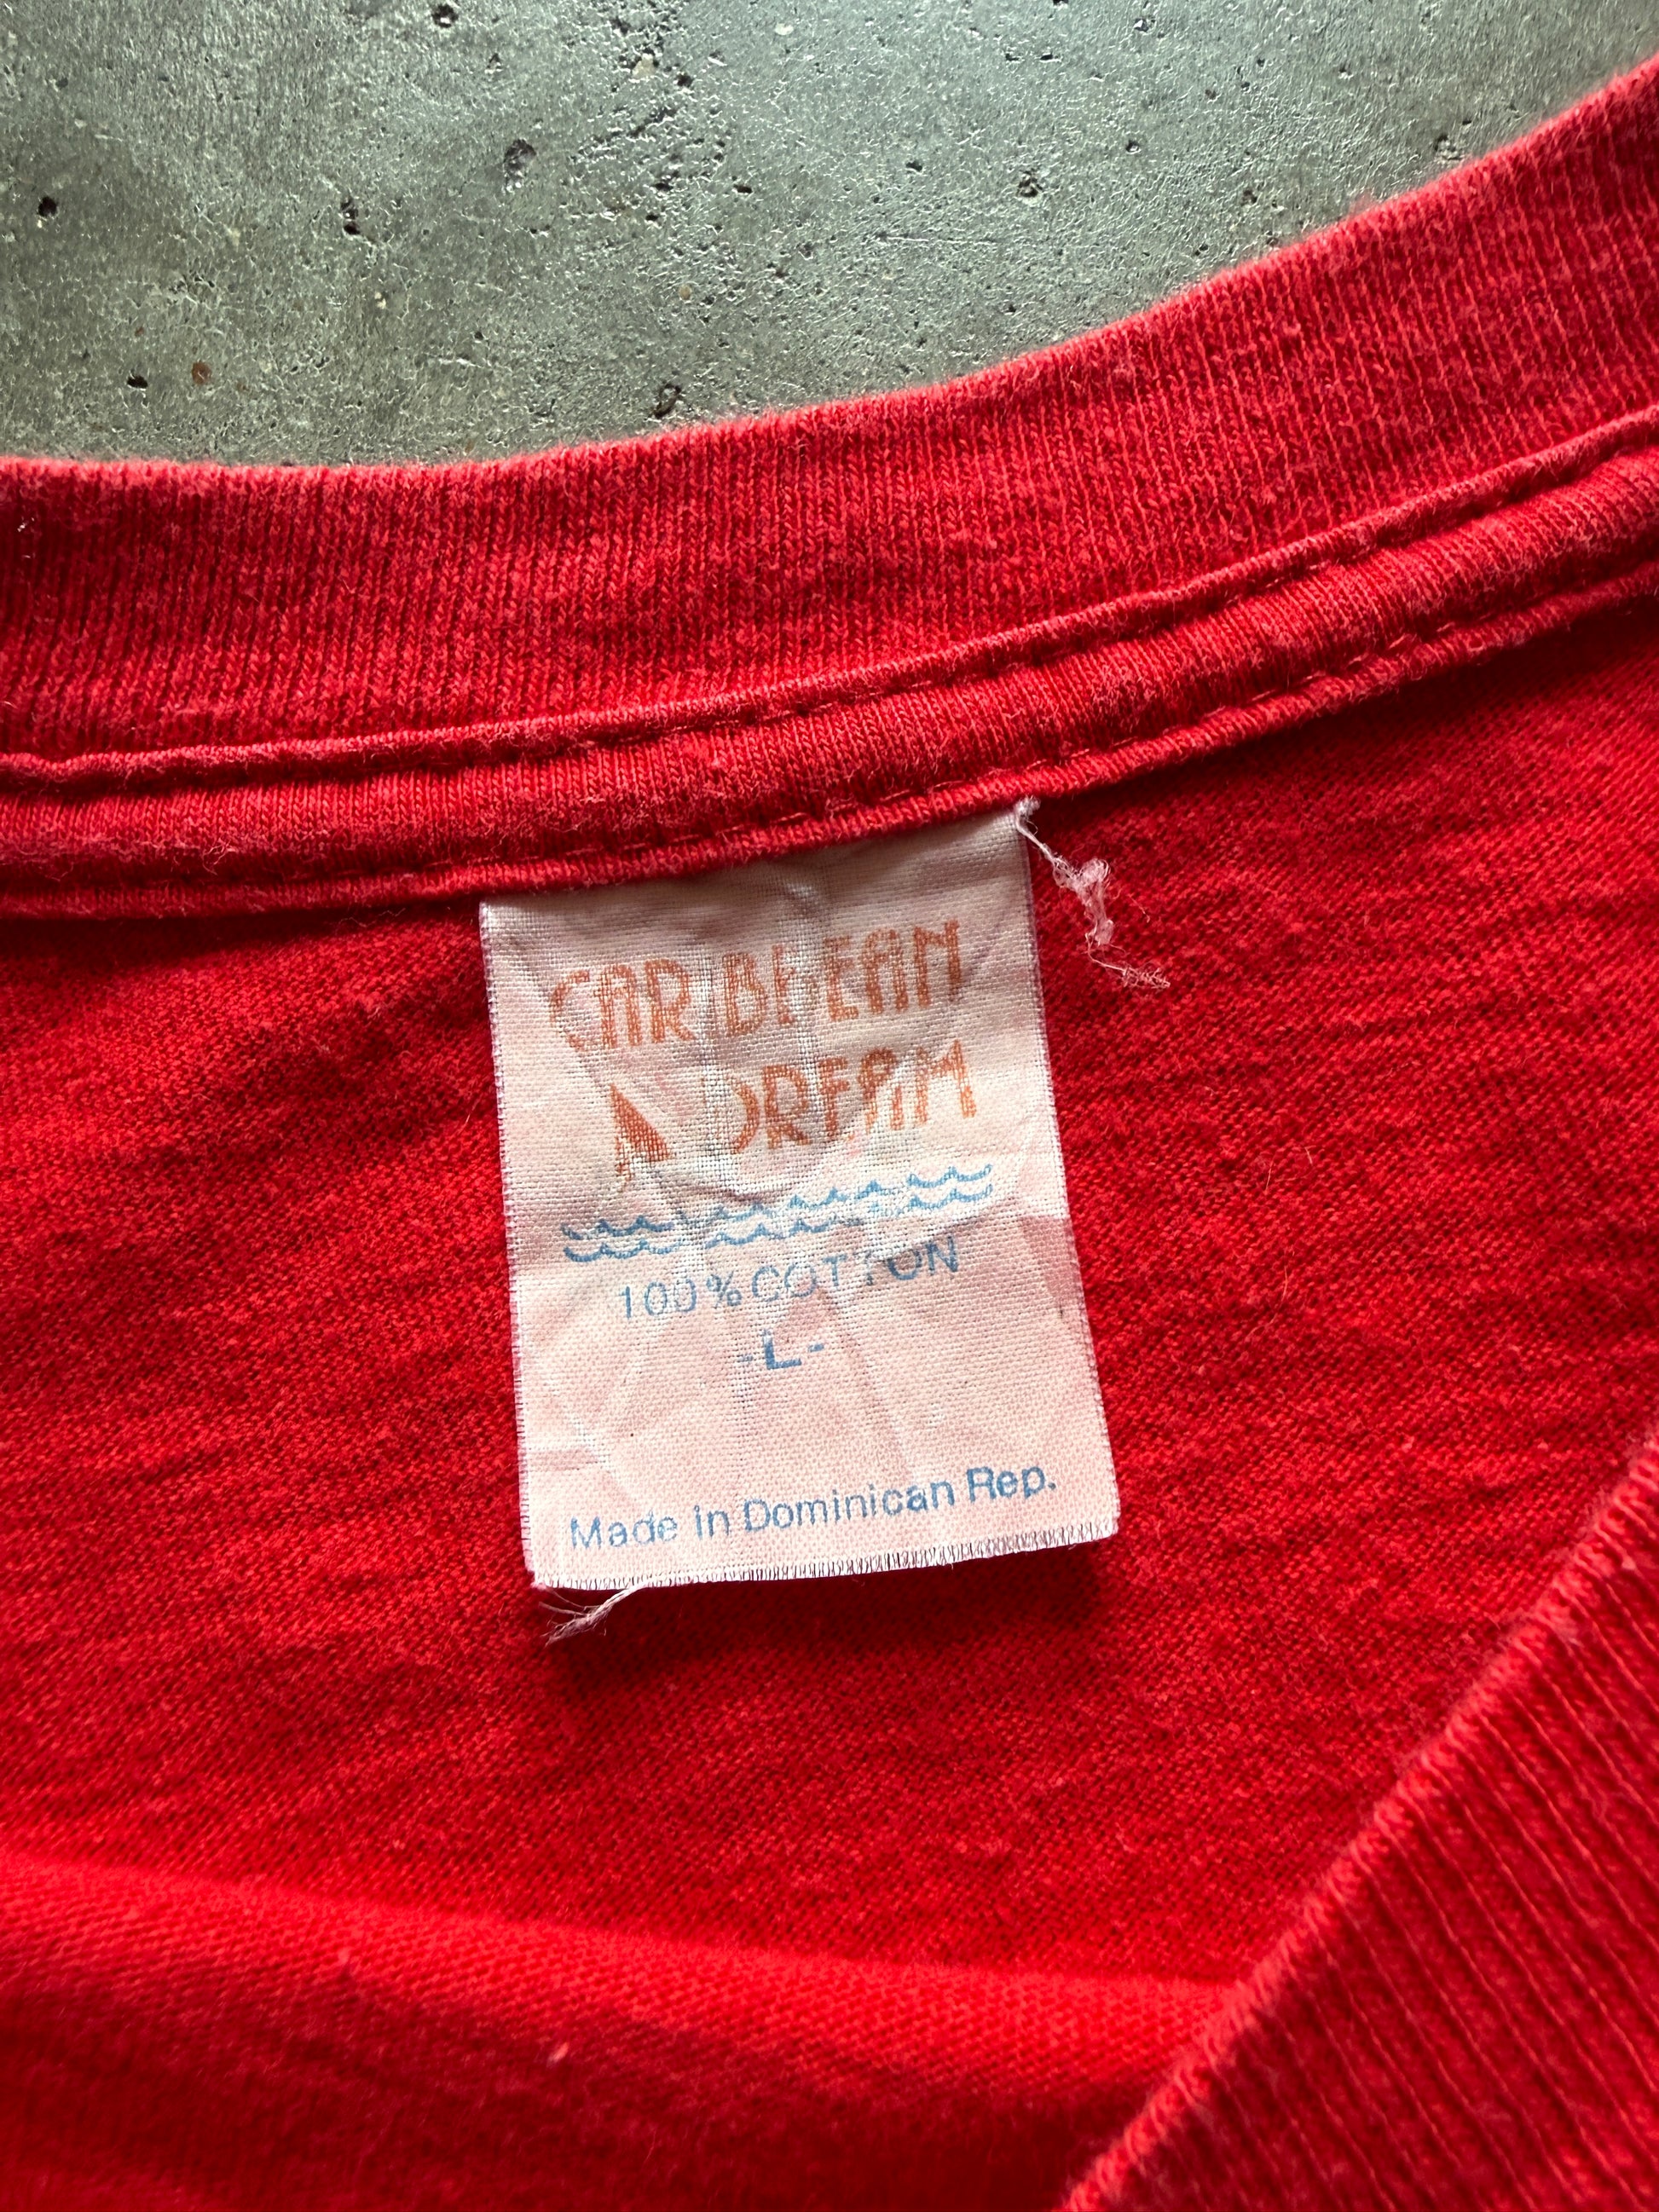 CARIBBEAN
DREAM
100% COTTON
-L-
Made in Dominican Rep.